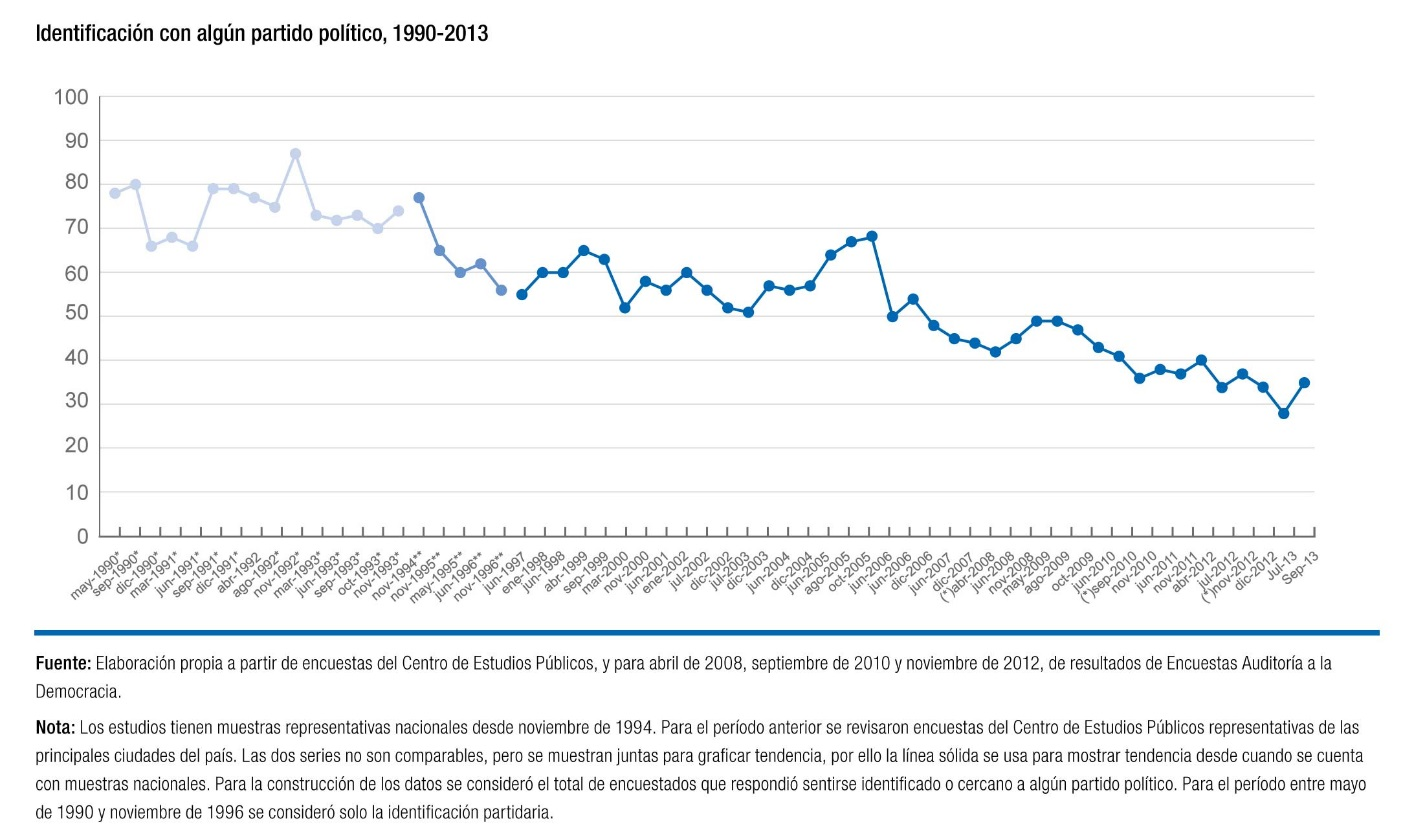 Identificación con algún partido político, 1990-2013
100
90
80
70
60
50
40
30
20
10
0
may-1990*
sep-1990*
dic-1990*
mar-1991*
jun-1991*
sep-1991*
dic-1991*
abr-1992
ago-1992*
nov-1992*
mar-1993*
jun-1993*
sep-1993*
oct-1993*
nov-1993*
nov-1994**
nov-1995**
may-1995**
jun-1996**
nov-1996**
jun-1997
ene-1998
jun-1998
abr-1999
sep-1999
mar-2000
nov-2000
jun-2001
ene-2002
jul-2002
dic-2002
jul-2003
dic-2003
jun-2004
dic-2004
jun-2005
ago-2005
oct-2005
jun-2006
jun-2006
dic-2006
jun-2007
dic-2007
(*)abr-2008
jun-2008
nov-2008
may-2009
ago-2009
oct-2009
jun-2010
(*)sep-2010
nov-2010
jun-2011
nov-2011
abr-2012
jul-2012
(*)nov-2012
dic-2012
Jul-13
Sep-13
Fuente: Elaboración propia a partir de encuestas del Centro de Estudios Públicos, y para abril de 2008, septiembre de 2010 y noviembre de 2012, de resultados de Encuestas Auditoría a la
Democracia.
Nota: Los estudios tienen muestras representativas nacionales desde noviembre de 1994. Para el período anterior se revisaron encuestas del Centro de Estudios Públicos representativas de las
principales ciudades del país. Las dos series no son comparables, pero se muestran juntas para graficar tendencia, por ello la línea sólida se usa para mostrar tendencia desde cuando se cuenta
con muestras nacionales. Para la construcción de los datos se consideró el total de encuestados que respondió sentirse identificado o cercano a algún partido político. Para el período entre mayo
de 1990 y noviembre de 1996 se consideró solo la identificación partidaria.